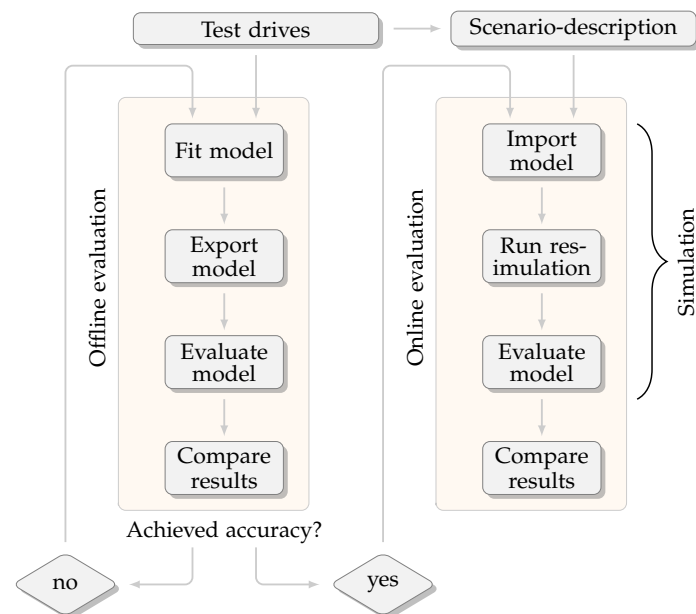 Test drives
Scenario-description
Offline evaluation
Fit model
Export
model
Evaluate
model
Compare
results
Achieved accuracy?
no
yes
Online evaluation
Import
model
Run res-
imulation
Evaluate
model
Compare
results
Simulation